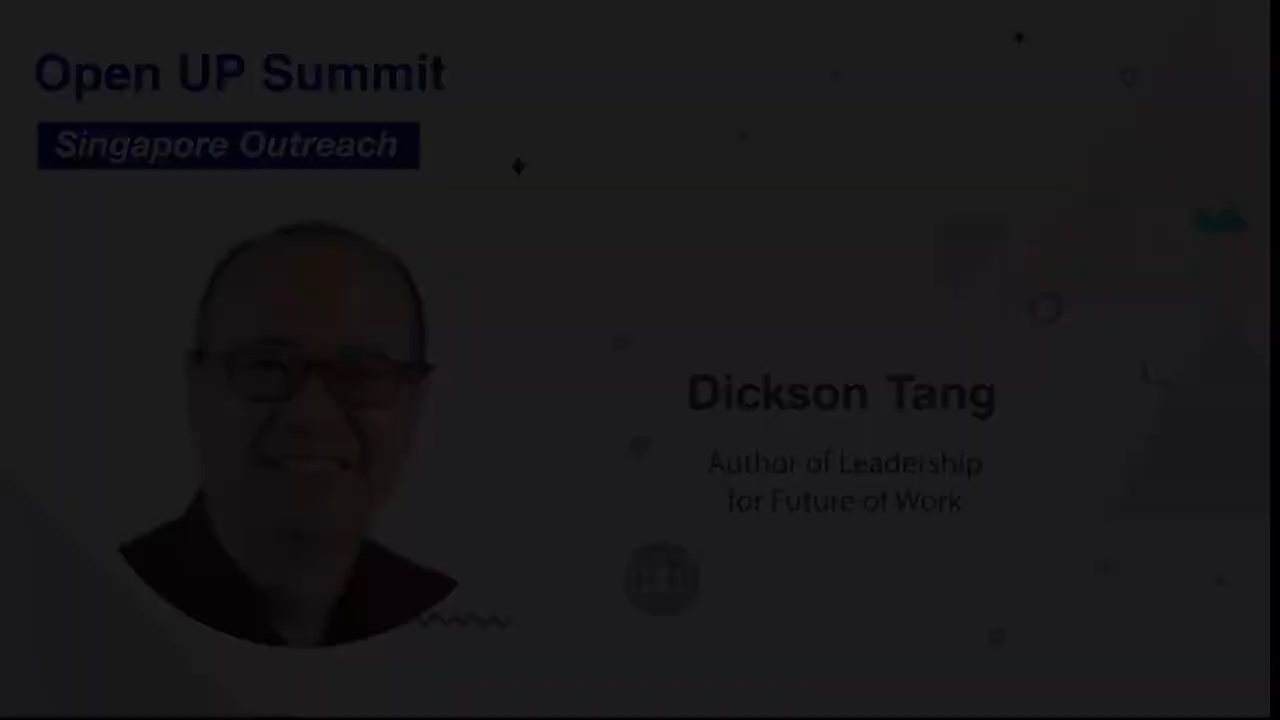 Open UP Summit
Singapore Outreach
Dickson Tang
Author of Leadership
for Future of Work